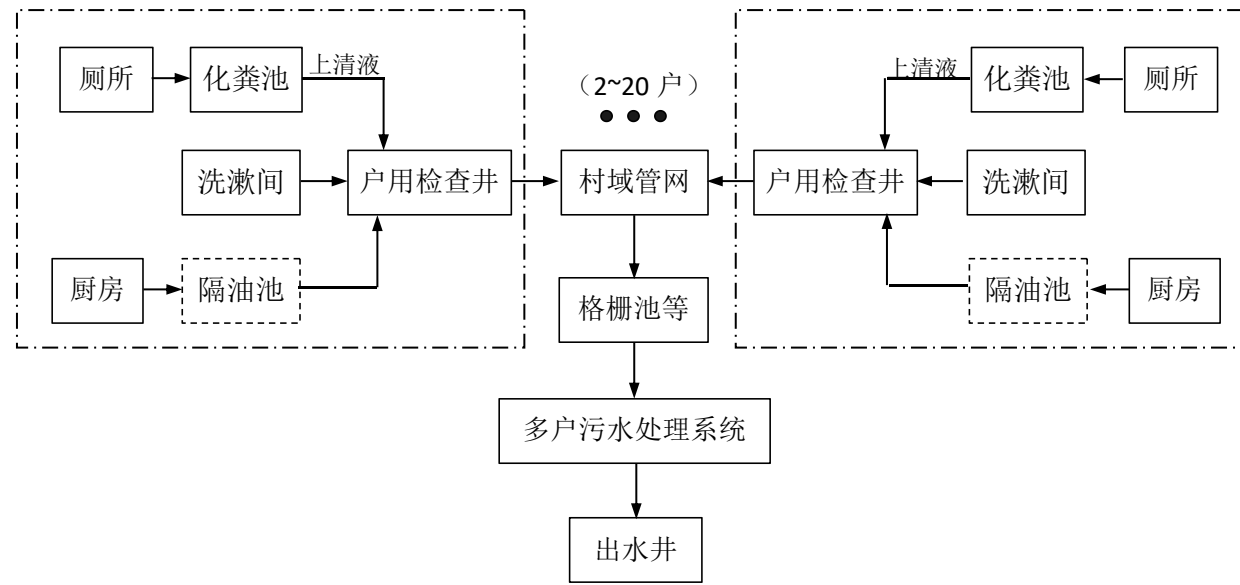 厕所
化粪池
上清液
（2~20 户）
上清液
化粪池
厕所
洗漱间
户用检查井
村域管网
户用检查井
洗漱间
厨房
隔油池
格栅池等
隔油池
厨房
多户污水处理系统
出水井